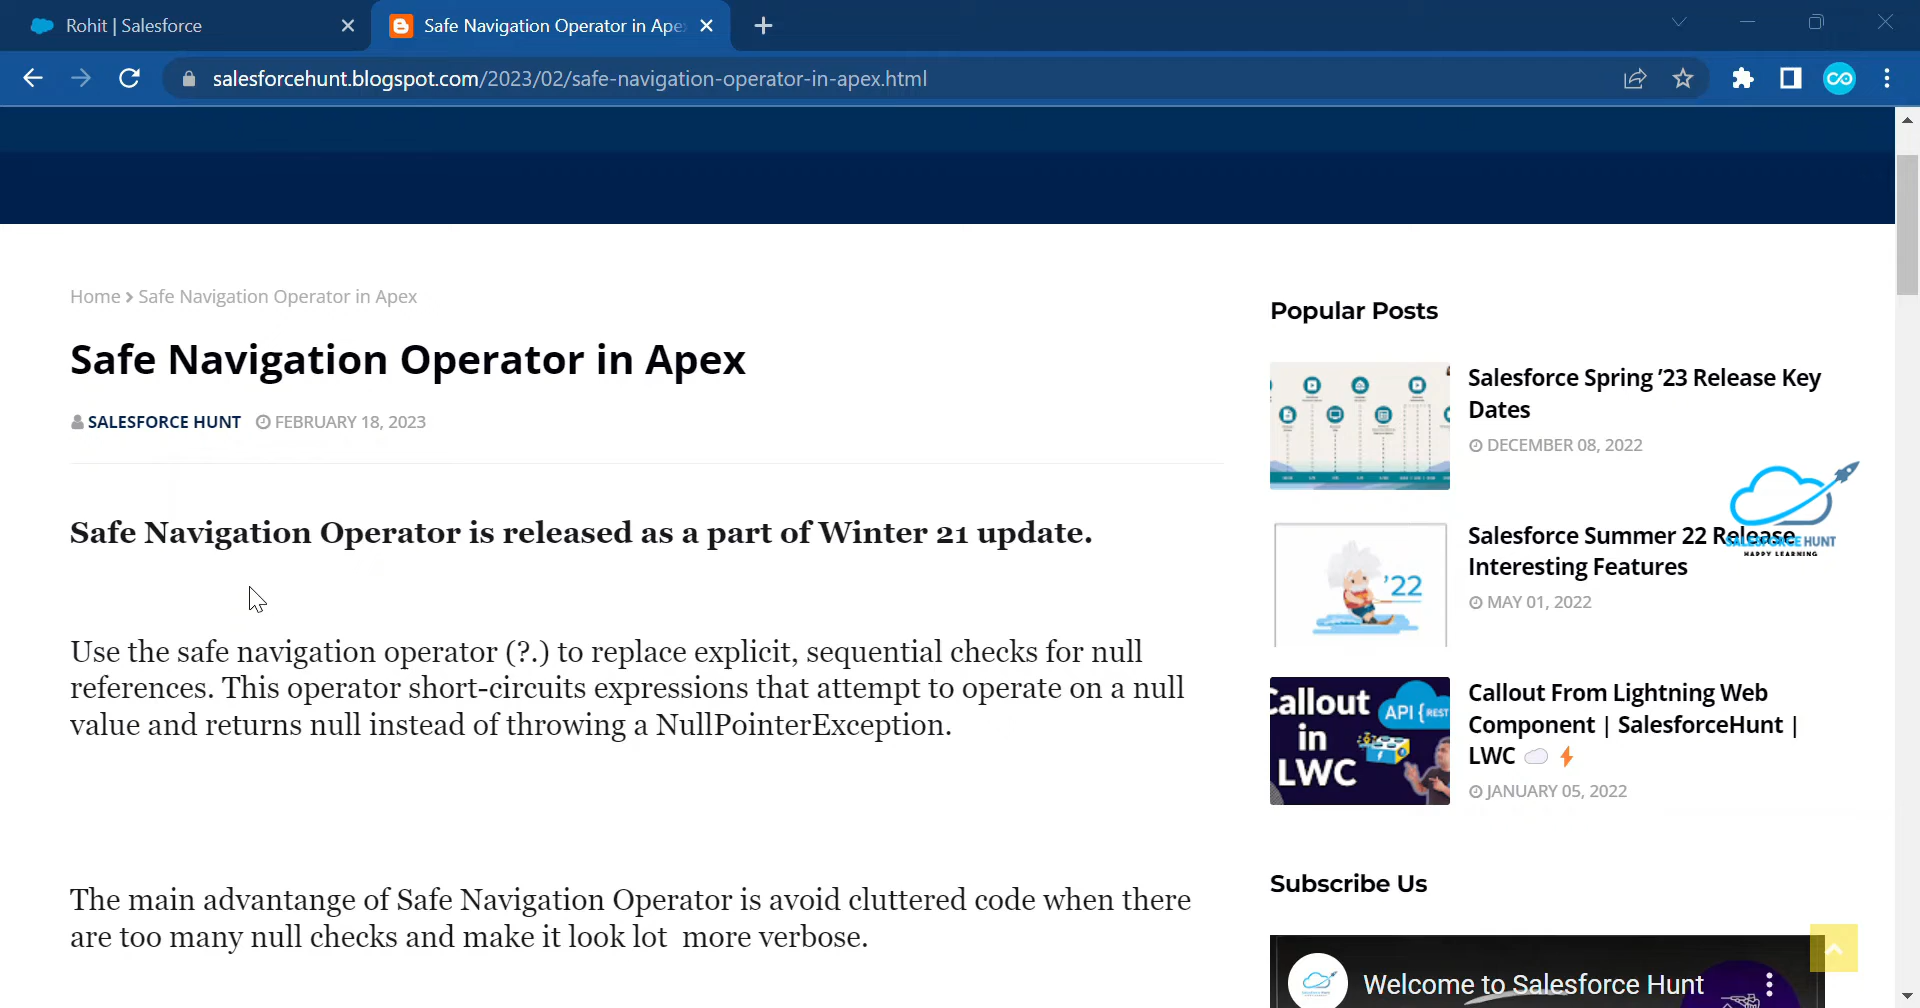 Rohit | Salesforce
Safe Navigation Operator in Ape
salesforcehunt.blogspot.com/2023/02/safe-navigation-operator-in-apex.html
Home > Safe Navigation Operator in Apex
Safe Navigation Operator in Apex
SALESFORCE HUNT FEBRUARY 18, 2023
Safe Navigation Operator is released as a part of Winter 21 update.
Use the safe navigation operator (?.) to replace explicit, sequential checks for null
references. This operator short-circuits expressions that attempt to operate on a null
value and returns null instead of throwing a NullPointerException.
The main advantange of Safe Navigation Operator is avoid cluttered code when there
are too many null checks and make it look lot  more verbose.
Popular Posts
Salesforce Spring ’23 Release Key
Dates
DECEMBER 08, 2022
SALESFORCE HUNT
HAPPY LEARNING
’22
Salesforce Summer 22 Release
Interesting Features
MAY 01, 2022
Callout
in
LWC
API {REST
Callout From Lightning Web
Component | SalesforceHunt |
LWC ☁️⚡
JANUARY 05, 2022
Subscribe Us
Welcome to Salesforce Hunt